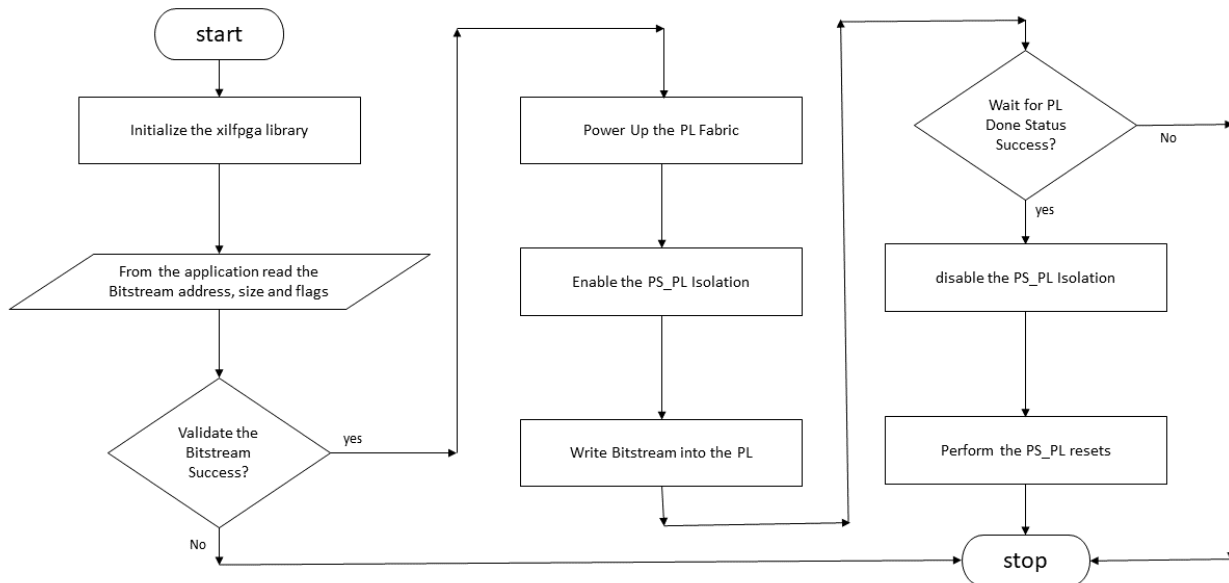 start
Initialize the xilfpga library
From the application read the
Bitstream address, size and flags
Validate the
Bitstream
Success?
yes
No
Power Up the PL Fabric
Enable the PS_PL Isolation
Write Bitstream into the PL
Wait for PL
Done Status
Success?
No
yes
disable the PS_PL Isolation
Perform the PS_PL resets
stop